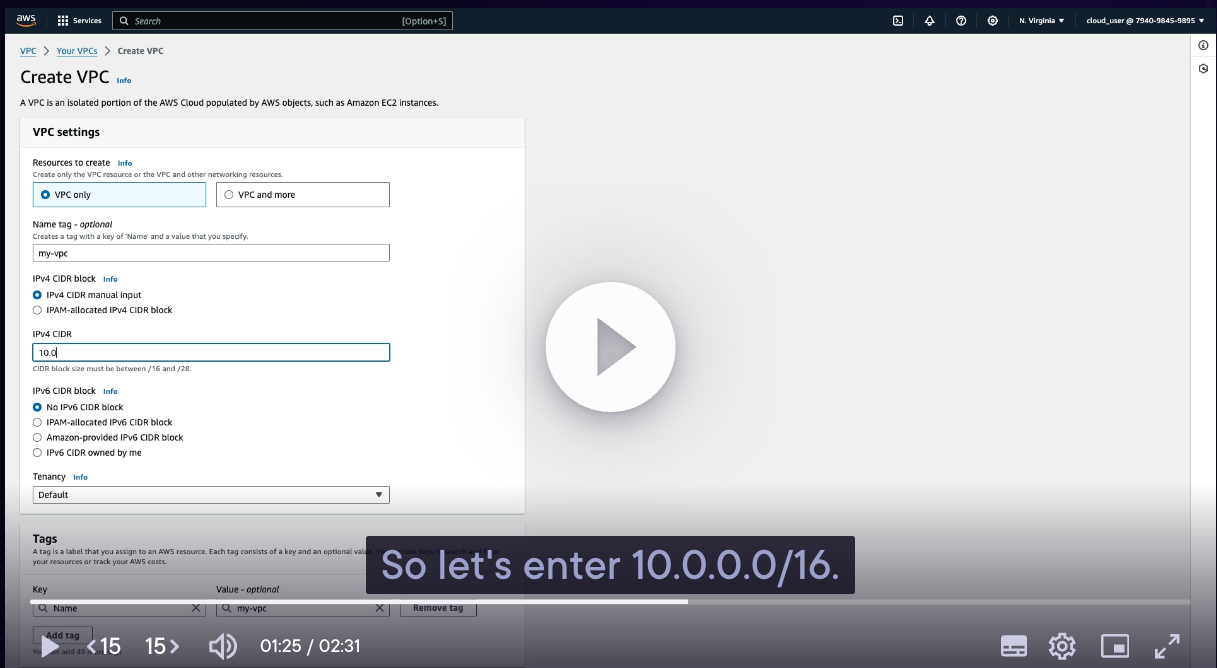 aws Services Search [Option+S] N. Virginia cloud_user @ 7940-9845-9895
VPC > Your VPCs > Create VPC
Create VPC Info
A VPC is an isolated portion of the AWS Cloud populated by AWS objects, such as Amazon EC2 instances.
VPC settings
Resources to create Info
Create only the VPC resource or the VPC and other networking resources.
VPC only VPC and more
Name tag - optional
Creates a tag with a key of 'Name' and a value that you specify.
my-vpc
IPv4 CIDR block Info
IPv4 CIDR manual input
IPAM-allocated IPv4 CIDR block
IPv4 CIDR
10.0
CIDR block size must be between /16 and /28.
IPv6 CIDR block Info
No IPv6 CIDR block
IPAM-allocated IPv6 CIDR block
Amazon-provided IPv6 CIDR block
IPv6 CIDR owned by me
Tenancy Info
Default
Tags
A tag is a label that you assign to an AWS resource. Each tag consists of a key and an optional
your resources or track your AWS costs.
So let's enter 10.0.0.0/16.
Key Value - optional
Name my-vpc Remove tag
Add tag
15 15 01:25 / 02:31